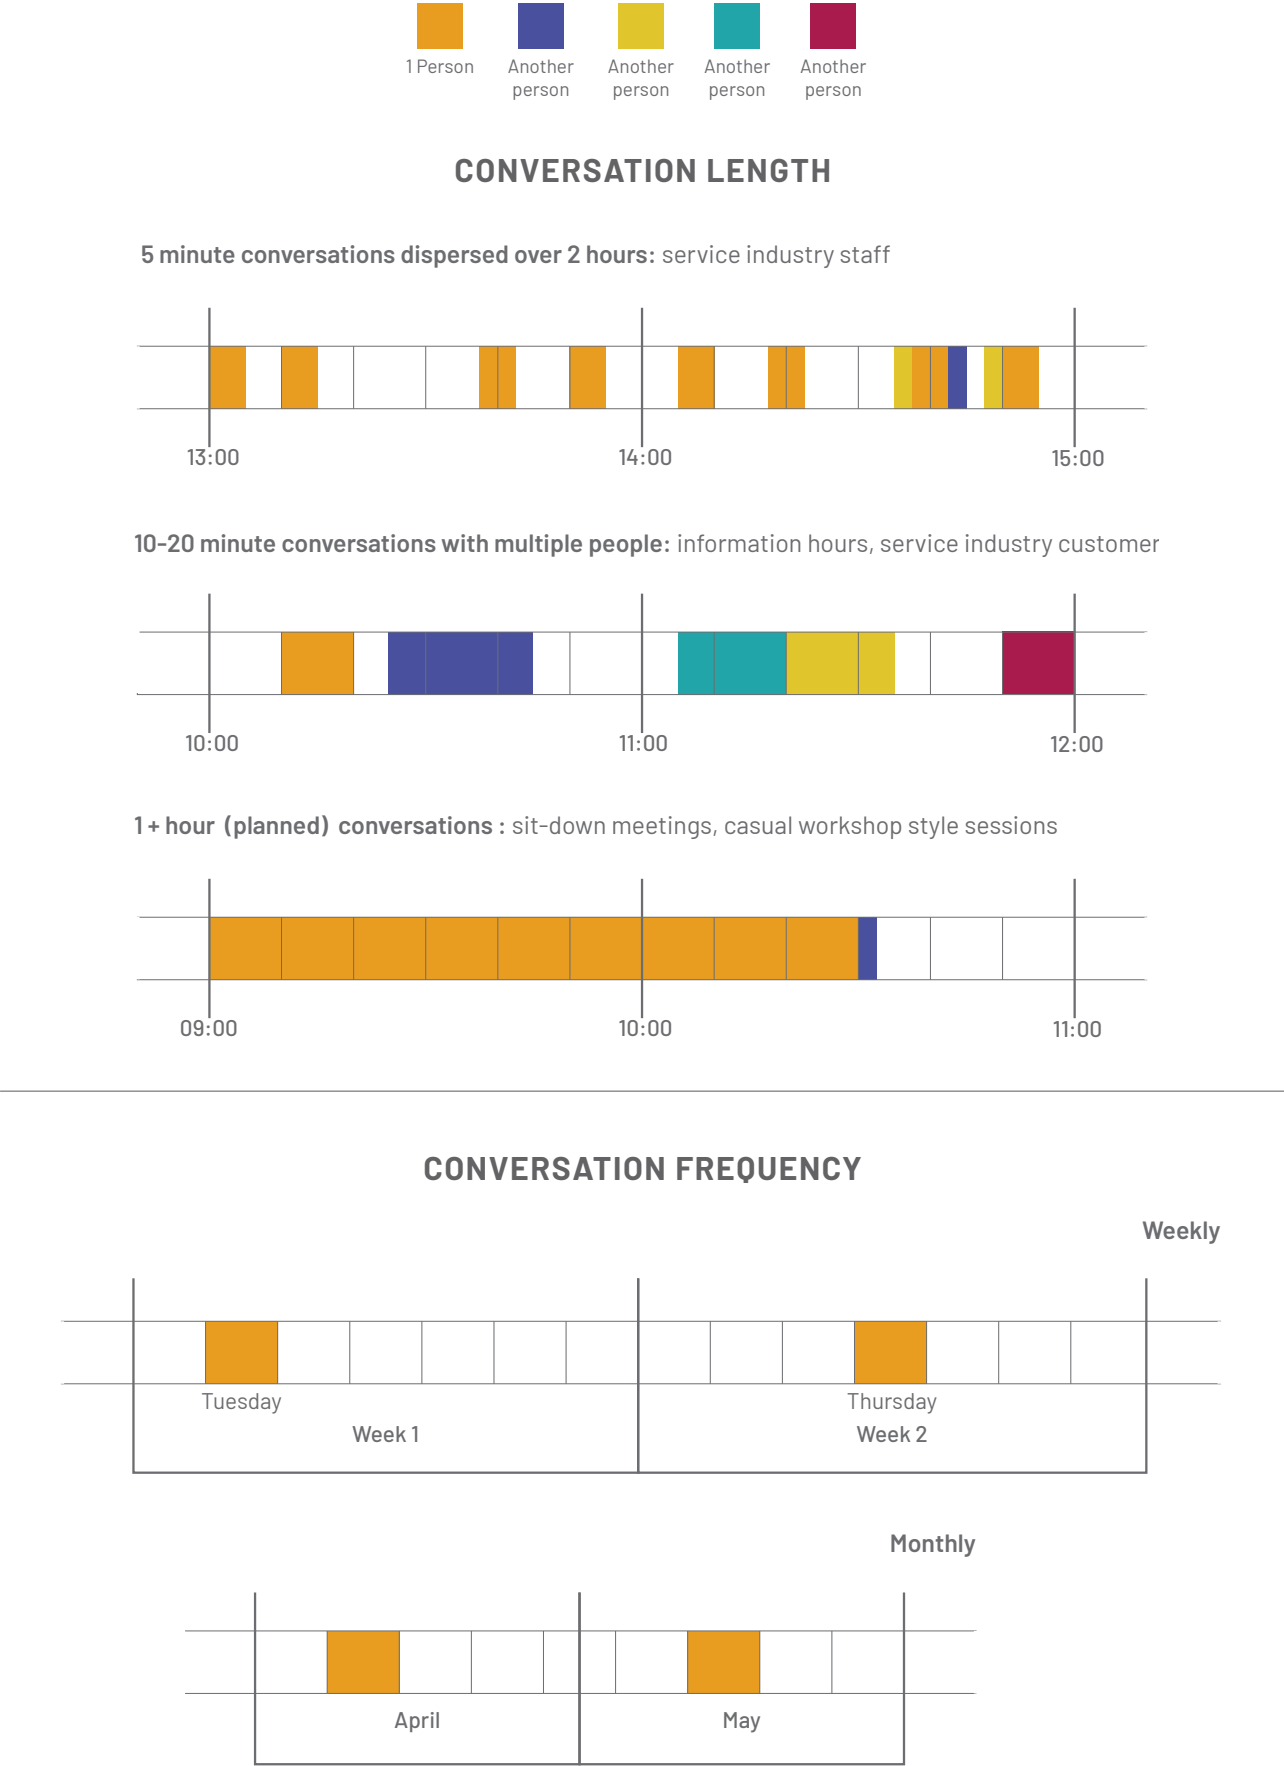 1 Person
Another person
Another person
Another person
Another person
CONVERSATION LENGTH
5 minute conversations dispersed over 2 hours: service industry staff
13:00 14:00 15:00
10-20 minute conversations with multiple people: information hours, service industry customer
10:00 11:00 12:00
1 + hour (planned) conversations : sit-down meetings, casual workshop style sessions
09:00 10:00 11:00
CONVERSATION FREQUENCY
Weekly
Tuesday Thursday
Week 1 Week 2
Monthly
April May